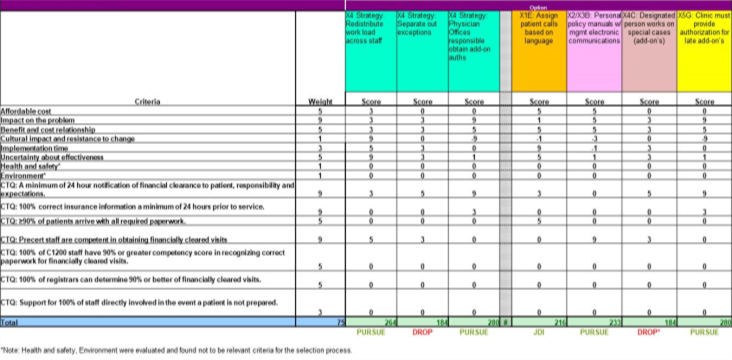 Option
X4 Strategy: Redistribute work load across staff
X4 Strategy: Separate out exceptions
X4 Strategy: Physician Offices responsible obtain add-on auths
X1E: Assign patient calls based on language
X2/X3B: Personal policy manuals w/ mgmt electronic communications
X4C: Designated person works on special cases (add-on's)
X5G: Clinic must provide authorization for late add-on's
Criteria Weight Score Score Score Score Score Score Score
Affordable cost 5 3 0 0 5 5 0 0
Impact on the problem 9 3 3 9 1 5 3 9
Benefit and cost relationship 5 3 3 5 5 5 3 5
Cultural impact and resistance to change 1 9 0 -9 -1 -3 0 -9
Implementation time 3 5 3 0 9 -1 3 0
Uncertainty about effectiveness 5 9 3 1 5 1 3 1
Health and safety* 1 0 0 0 0 0 0 0
Environment* 1 0 0 0 0 0 0 0
CTQ: A minimum of 24 hour notification of financial clearance to patient, responsibility and
expectations. 9 3 5 9 3 0 5 9
CTQ: 100% correct insurance information a minimum of 24 hours prior to service.
9 0 0 3 0 0 0 3
CTQ: ≥90% of patients arrive with all required paperwork. 5 0 0 0 5 0 0 0
CTQ: Precert staff are competent in obtaining financially cleared visits 9 5 3 0 0 9 3 0
CTQ: 100% of C1200 staff have 90% or greater competency score in recognizing correct
paperwork for financially cleared visits. 5 0 0 0 0 0 0 0
CTQ: 100% of registrars can determine 90% or better of financially cleared visits.
5 0 0 0 0 0 0 0
CTQ: Support for 100% of staff directly involved in the event a patient is not prepared.
3 0 0 0 0 0 0 0
Total 75 264 184 280 # 216 233 184 280
PURSUE DROP PURSUE JDI PURSUE DROP* PURSUE
*Note: Health and safety, Environment were evaluated and found not to be relevant criteria for the selection process.